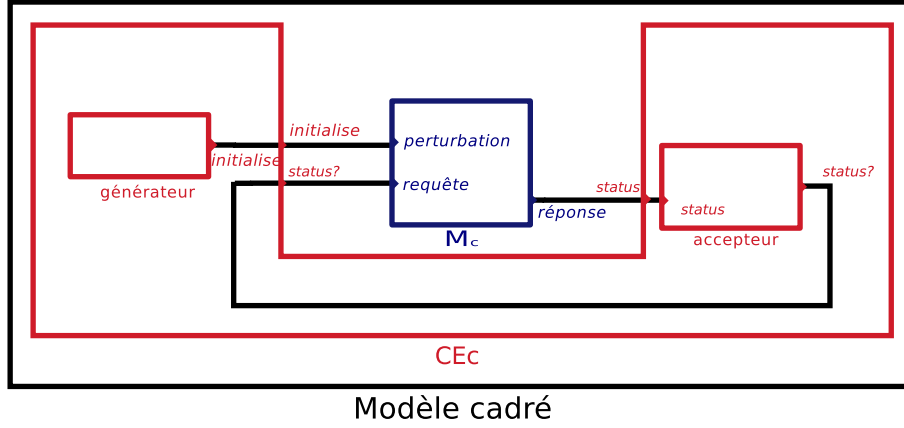 initialise
perturbation
initialise
status?
status?
requête
status
générateur
réponse
status
Mc
accepteur
CEc
Modèle cadré